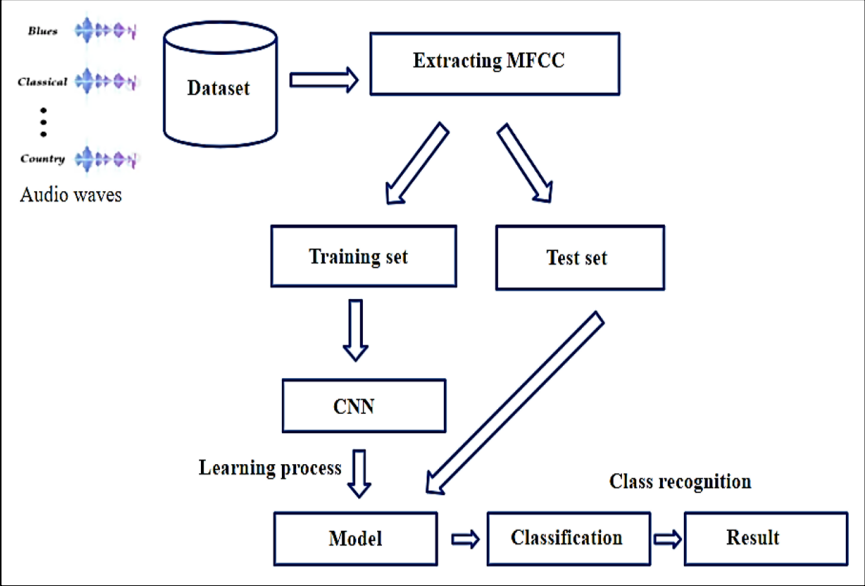 Blues
Classical
Country
Audio waves
Dataset
Extracting MFCC
Training set
Test set
CNN
Learning process
Class recognition
Model
Classification
Result